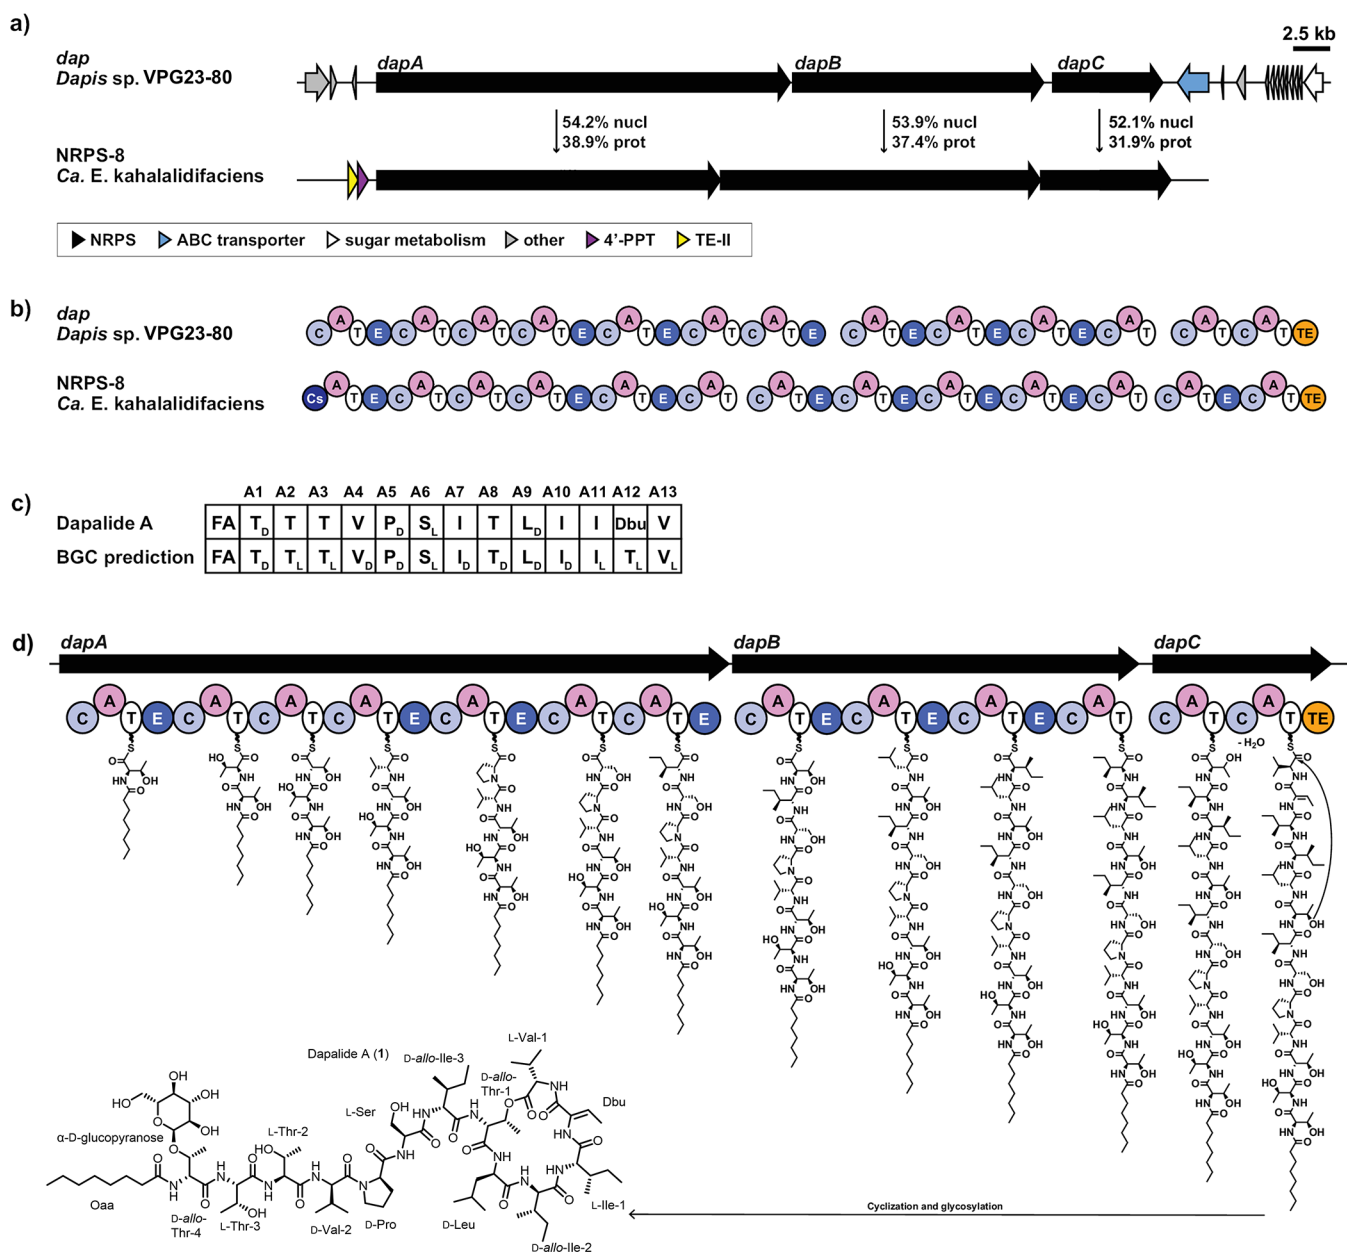 a)
2.5 kb
dap
Dapis sp. VPG23-80
dapA
dapB
dapC
54.2% nucl
38.9% prot
53.9% nucl
37.4% prot
52.1% nucl
31.9% prot
NRPS-8
Ca. E. kahalalidifaciens
NRPS
ABC transporter
sugar metabolism
other
4'-PPT
TE-II
b)
dap
Dapis sp. VPG23-80
C A T E C A T C A T C A T E C A T E C A T C A T E C A T E C A T E C A T E C A T C A T C A T TE
NRPS-8
Ca. E. kahalalidifaciens
Cs A T E C A T C A T C A T E C A T E C A T C A T E C A T E C A T E C A T E C A T C A T E C A T TE
c)
A1 A2 A3 A4 A5 A6 A7 A8 A9 A10 A11 A12 A13
Dapalide A FA TD T T V PD SL I T LD I I Dbu V
BGC prediction FA TD TL TL VD PD SL ID TD LD ID IL TL VL
d)
dapA
dapB
dapC
C A T E C A T C A T C A T E C A T E C A T C A T E C A T E C A T E C A T E C A T C A T C A T TE
- H2O
Dapalide A (1)
D-allo-Ile-3
L-Val-1
D-allo-
Thr-1
Dbu
L-Ser
α-D-glucopyranose
L-Thr-2
Oaa
D-allo-
Thr-4
L-Thr-3
D-Val-2
D-Pro
D-Leu
D-allo-Ile-2
L-Ile-1
Cyclization and glycosylation